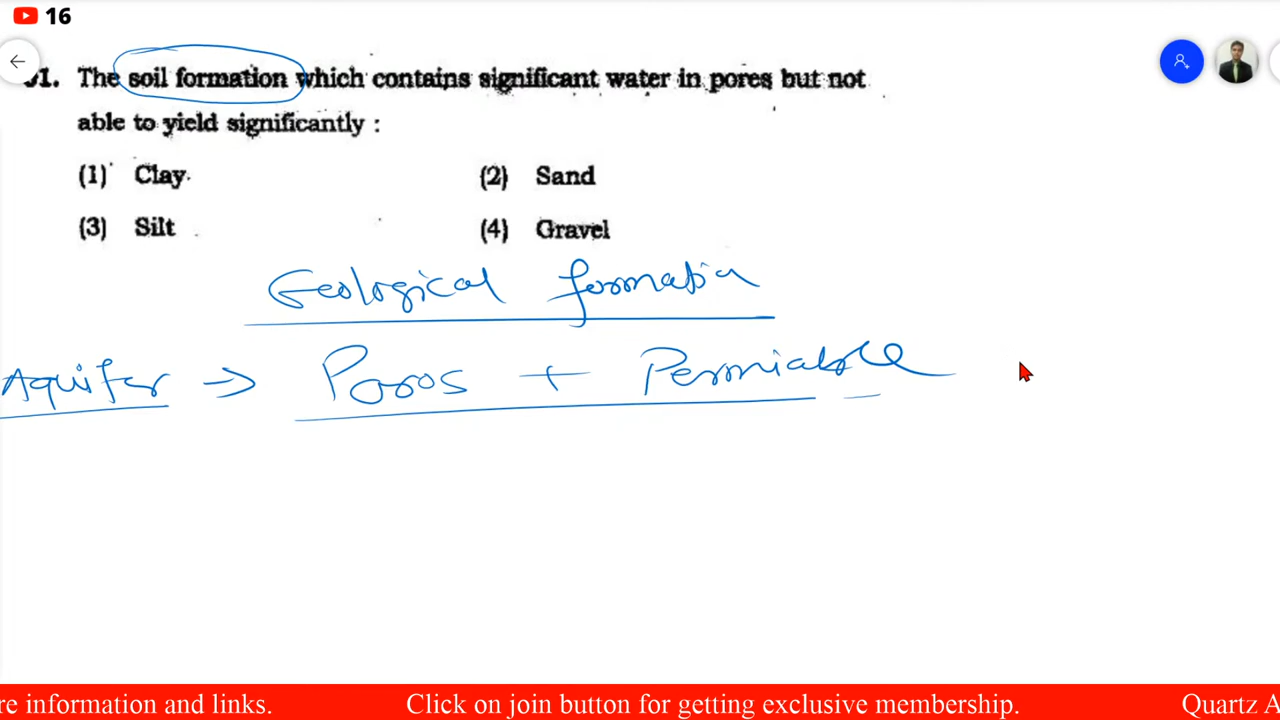 16
01. The soil formation which contains significant water in pores but not
able to yield significantly :
(1) Clay
(2) Sand
(3) Silt
(4) Gravel
Geological formation
Aquifer → Poros + Permiable
re information and links. Click on join button for getting exclusive membership. Quartz A